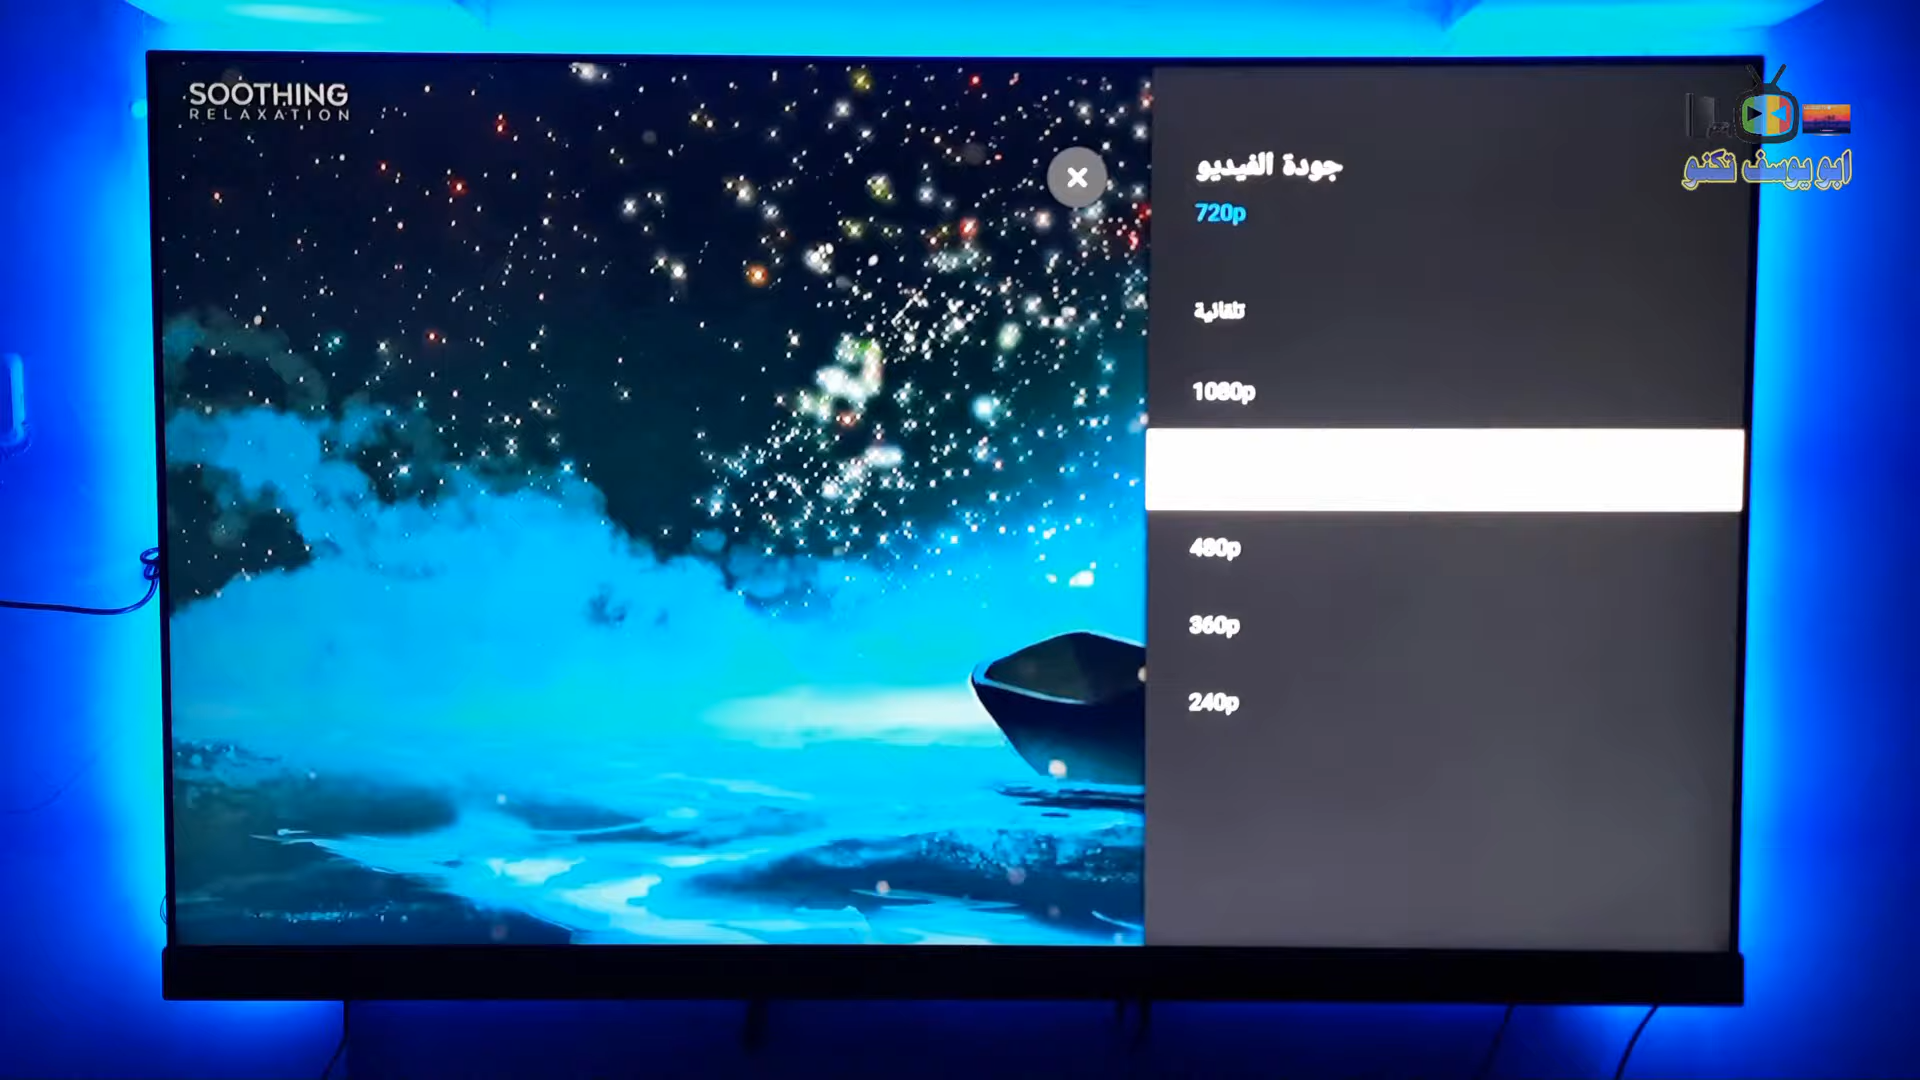 SOOTHING
RELAXATION
ابو يوسف تكنو
جودة الفيديو
720p
تلقائية
1080p
480p
360p
240p